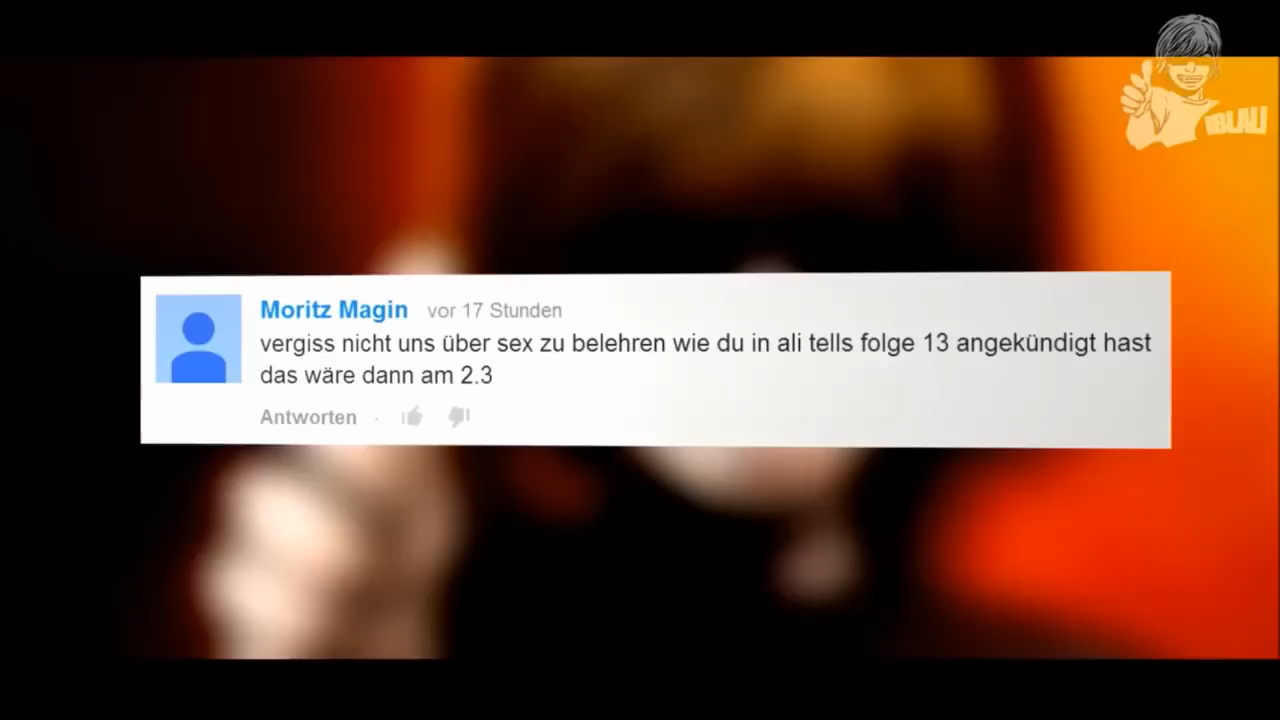 IBLALI
Moritz Magin vor 17 Stunden
vergiss nicht uns über sex zu belehren wie du in ali tells folge 13 angekündigt hast
das wäre dann am 2.3
Antworten ·